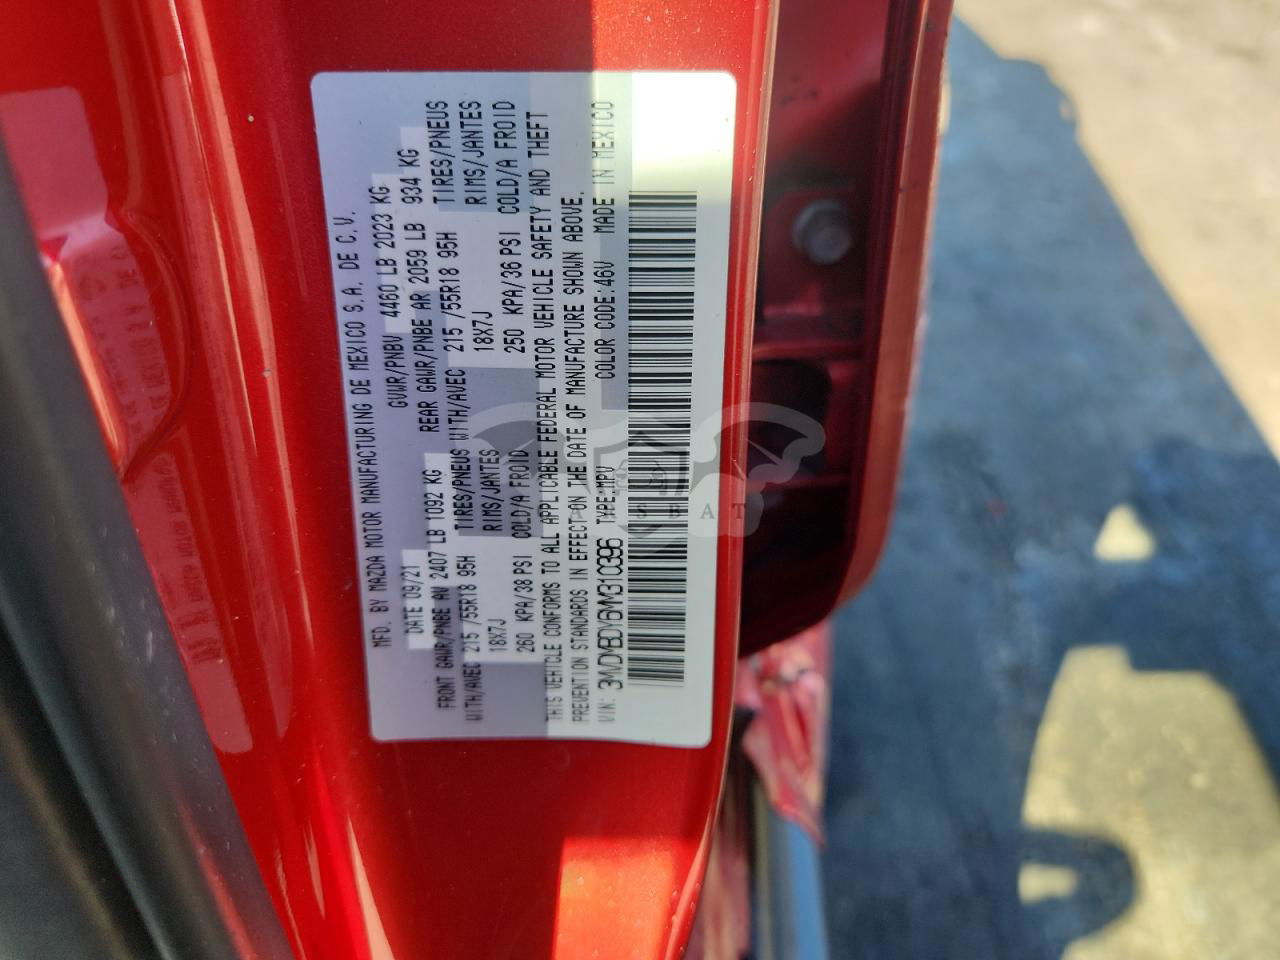 MFD. BY MAZDA MOTOR MANUFACTURING DE MEXICO S.A. DE C.V.
DATE 09/21 GVWR/PNBV 4460 LB 2023 KG
FRONT GAWR/PNBE AV 2407 LB 1092 KG REAR GAWR/PNBE AR 2059 LB 934 KG
WITH/AVEC 215 /55R18 95H TIRES/PNEUS WITH/AVEC 215 /55R18 95H TIRES/PNEUS
18X7J RIMS/JANTES 18X7J RIMS/JANTES
260 KPA/38 PSI COLD/A FROID 250 KPA/36 PSI COLD/A FROID
THIS VEHICLE CONFORMS TO ALL APPLICABLE FEDERAL MOTOR VEHICLE SAFETY AND THEFT
PREVENTION STANDARDS IN EFFECT ON THE DATE OF MANUFACTURE SHOWN ABOVE.
VIN: 3MVDMBDY6MM310396 TYPE:MPV COLOR CODE:46V MADE IN MEXICO